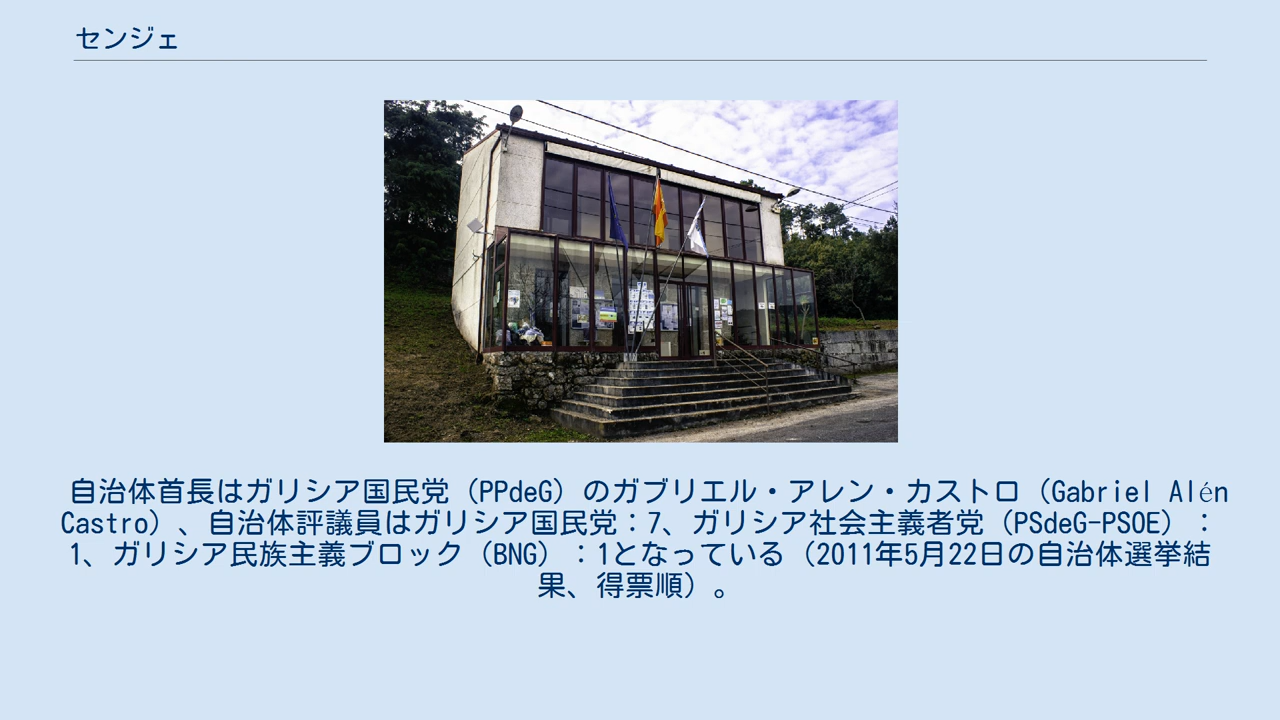 センジェ
自治体首長はガリシア国民党（PPdeG）のガブリエル・アレン・カストロ（Gabriel Alén
Castro）、自治体評議員はガリシア国民党：7、ガリシア社会主義者党（PSdeG-PSOE）：
1、ガリシア民族主義ブロック（BNG）：1となっている（2011年5月22日の自治体選挙結
果、得票順）。